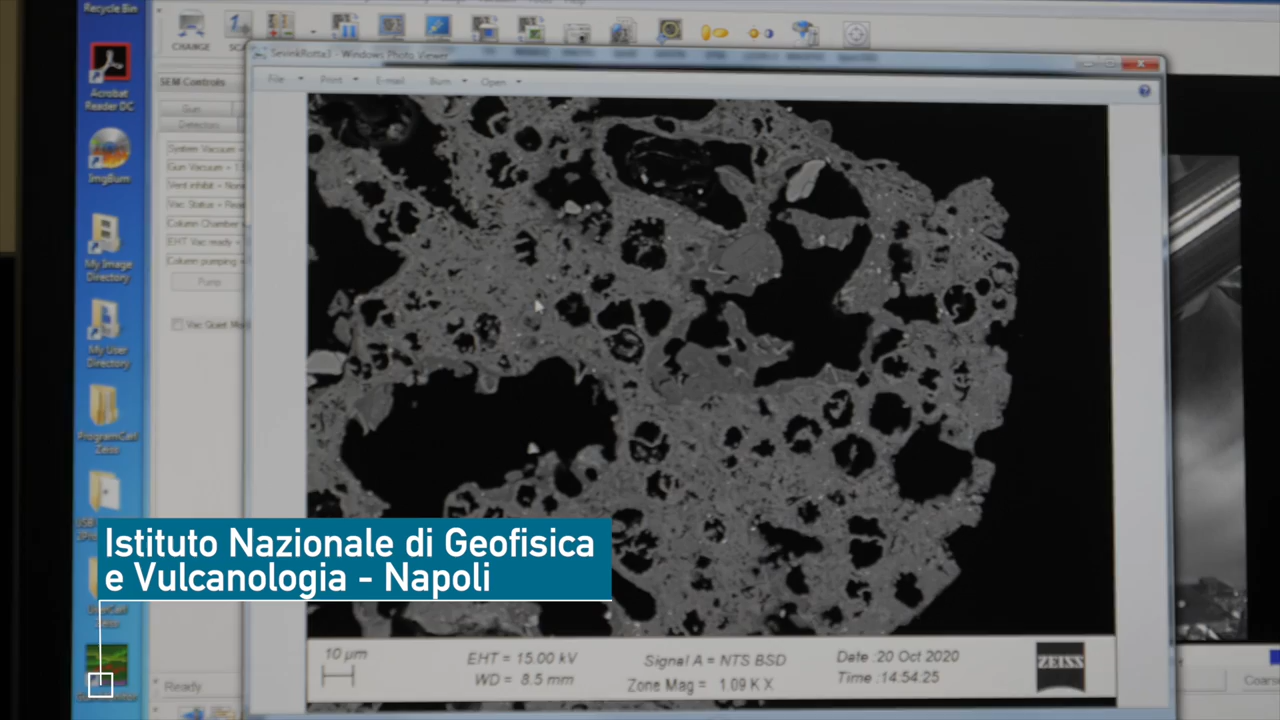 Recycle Bin
Acrobat
Reader DC
ImgBurn
My Image
Directory
My User
Directory
ProgramCarl
Zeiss
CHANGE
SEM Controls
Gun
Detectors
System Vacuum =
Gun Vacuum =
Vent inhibit =
Vac Status =
Column Chamber
EHT Vac ready =
Column pumping =
Pump
Vac Quiet
Ready
Windows Photo Viewer
File
Print
E-mail
Burn
Open
Istituto Nazionale di Geofisica
e Vulcanologia - Napoli
10 µm
EHT = 15.00 kV
WD = 8.5 mm
Signal A = NTS BSD
Zone Mag = 1.09 K X
Date :20 Oct 2020
Time :14:54:25
ZEISS